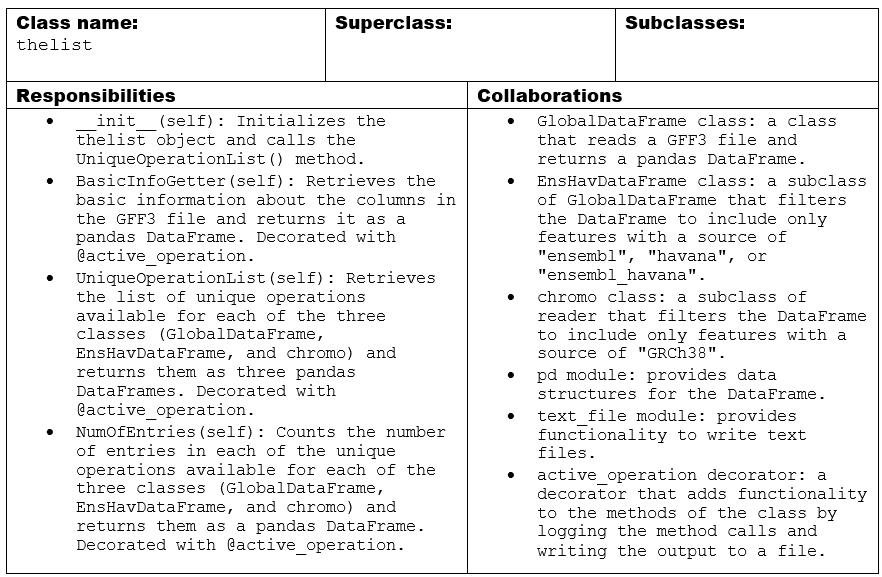 Class name:
thelist
Superclass:
Subclasses:
Responsibilities
• __init__(self): Initializes the
thelist object and calls the
UniqueOperationList() method.
• BasicInfoGetter(self): Retrieves the
basic information about the columns in
the GFF3 file and returns it as a
pandas DataFrame. Decorated with
@active_operation.
• UniqueOperationList(self): Retrieves
the list of unique operations
available for each of the three
classes (GlobalDataFrame,
EnsHavDataFrame, and chromo) and
returns them as three pandas
DataFrames. Decorated with
@active_operation.
• NumOfEntries(self): Counts the number
of entries in each of the unique
operations available for each of the
three classes (GlobalDataFrame,
EnsHavDataFrame, and chromo) and
returns them as a pandas DataFrame.
Decorated with @active_operation.
Collaborations
• GlobalDataFrame class: a class
that reads a GFF3 file and
returns a pandas DataFrame.
• EnsHavDataFrame class: a subclass
of GlobalDataFrame that filters
the DataFrame to include only
features with a source of
"ensembl", "havana", or
"ensembl_havana".
• chromo class: a subclass of
reader that filters the DataFrame
to include only features with a
source of "GRCh38".
• pd module: provides data
structures for the DataFrame.
• text_file module: provides
functionality to write text
files.
• active_operation decorator: a
decorator that adds functionality
to the methods of the class by
logging the method calls and
writing the output to a file.